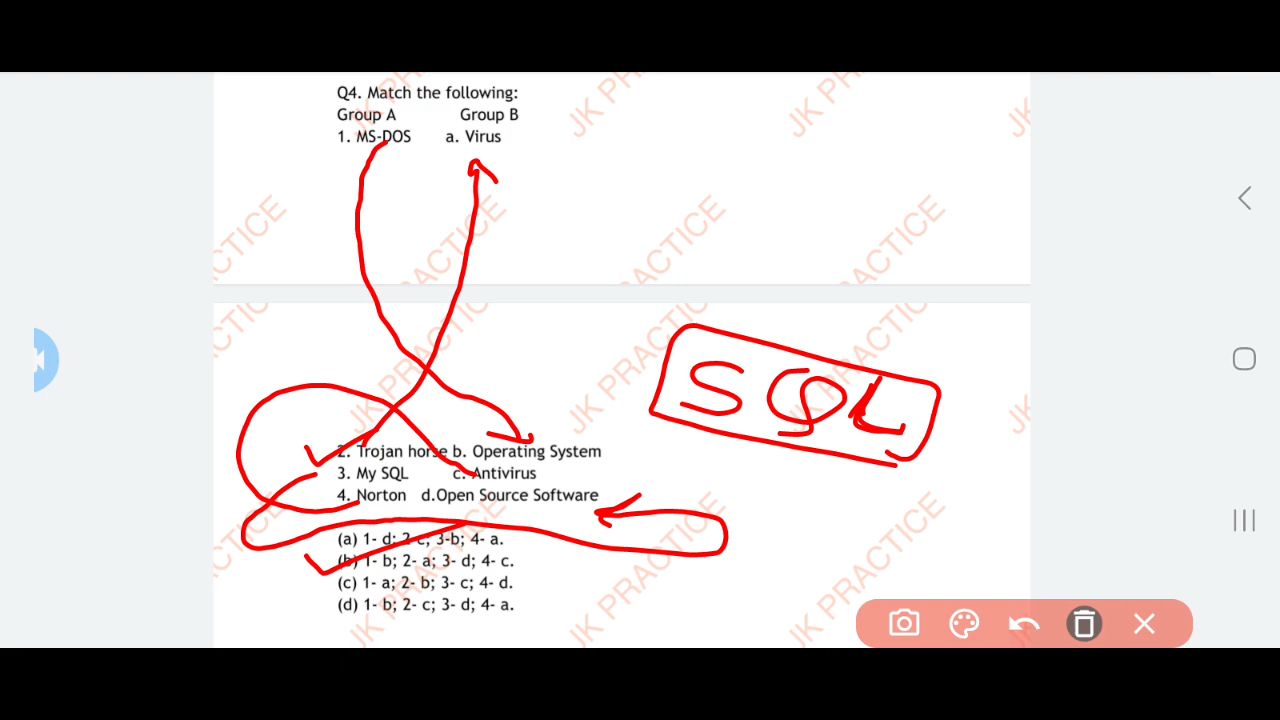 Q4. Match the following:
Group A Group B
1. MS-DOS a. Virus
SQL
2. Trojan horse b. Operating System
3. My SQL c. Antivirus
4. Norton d.Open Source Software
(a) 1- d; 2-c; 3-b; 4- a.
(b) 1- b; 2- a; 3- d; 4- c.
(c) 1- a; 2- b; 3- c; 4- d.
(d) 1- b; 2- c; 3- d; 4- a.
JK PRACTICE